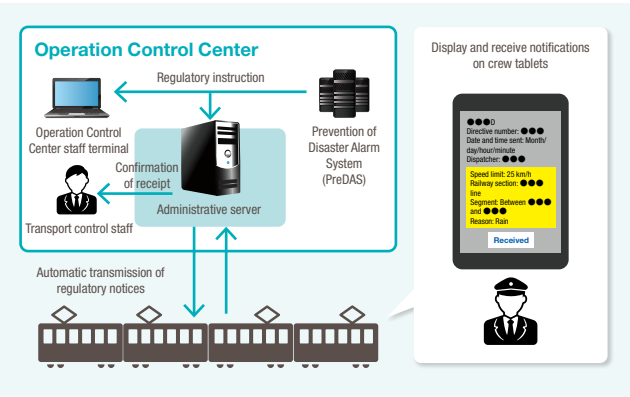 Operation Control Center
Regulatory instruction
Operation Control
Center staff terminal
Prevention of
Disaster Alarm
System
(PreDAS)
Confirmation
of receipt
Administrative server
Transport control staff
Automatic transmission of
regulatory notices
Display and receive notifications
on crew tablets
●●●D
Directive number: ●●●
Date and time sent: Month/
day/hour/minute
Dispatcher: ●●●
Speed limit: 25 km/h
Railway section: ●●●
line
Segment: Between ●●●
and ●●●
Reason: Rain
Received